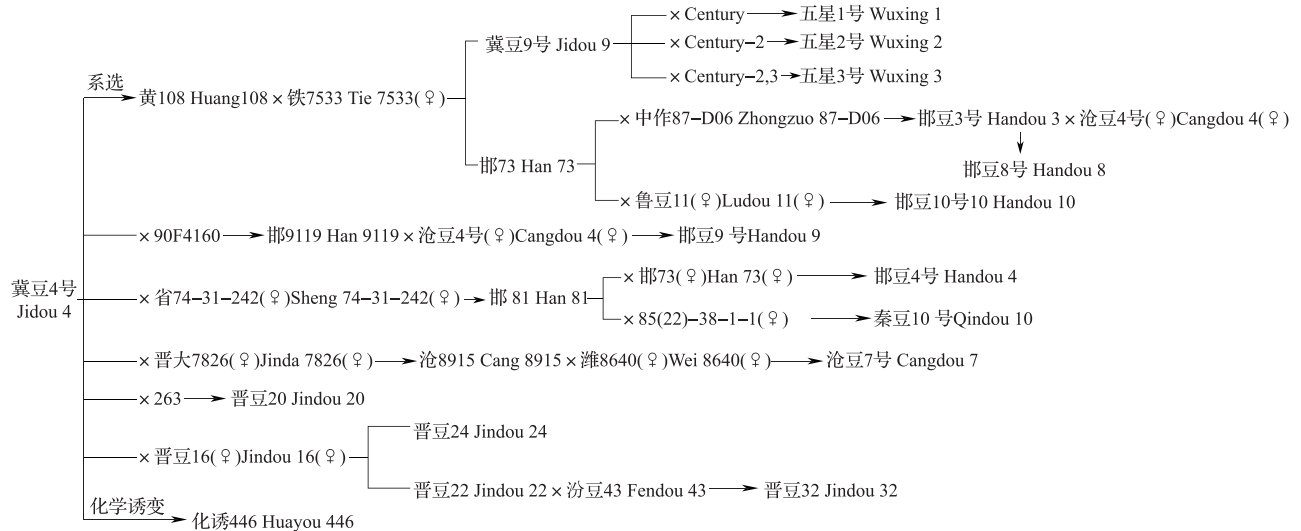 × Century → 五星1号 Wuxing 1
冀豆9号 Jidou 9
× Century-2 → 五星2号 Wuxing 2
× Century-2,3 → 五星3号 Wuxing 3
系选
黄108 Huang108 × 铁7533 Tie 7533(♀)
× 中作87-D06 Zhongzuo 87-D06 → 邯豆3号 Handou 3 × 沧豆4号(♀)Cangdou 4(♀)
邯73 Han 73
邯豆8号 Handou 8
× 鲁豆11(♀)Ludou 11(♀) → 邯豆10号10 Handou 10
× 90F4160 → 邯9119 Han 9119 × 沧豆4号(♀)Cangdou 4(♀) → 邯豆9 号Handou 9
冀豆4号
Jidou 4
× 省74-31-242(♀)Sheng 74-31-242(♀) → 邯 81 Han 81
× 邯73(♀)Han 73(♀) → 邯豆4号 Handou 4
× 85(22)-38-1-1(♀) → 秦豆10 号Qindou 10
× 晋大7826(♀)Jinda 7826(♀) → 沧8915 Cang 8915 × 潍8640(♀)Wei 8640(♀) → 沧豆7号 Cangdou 7
× 263 → 晋豆20 Jindou 20
× 晋豆16(♀)Jindou 16(♀)
晋豆24 Jindou 24
晋豆22 Jindou 22 × 汾豆43 Fendou 43 → 晋豆32 Jindou 32
化学诱变
化诱446 Huayou 446